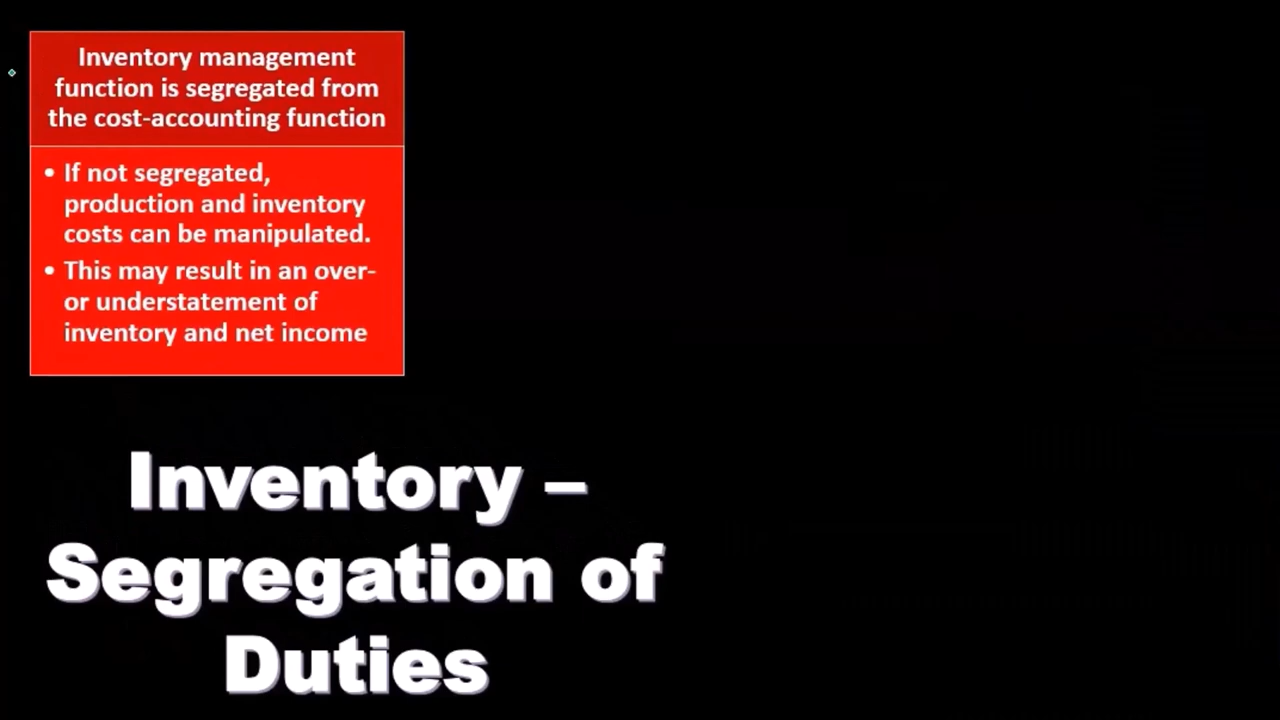 Inventory management
function is segregated from
the cost-accounting function
• If not segregated,
production and inventory
costs can be manipulated.
• This may result in an over-
or understatement of
inventory and net income
Inventory –
Segregation of
Duties